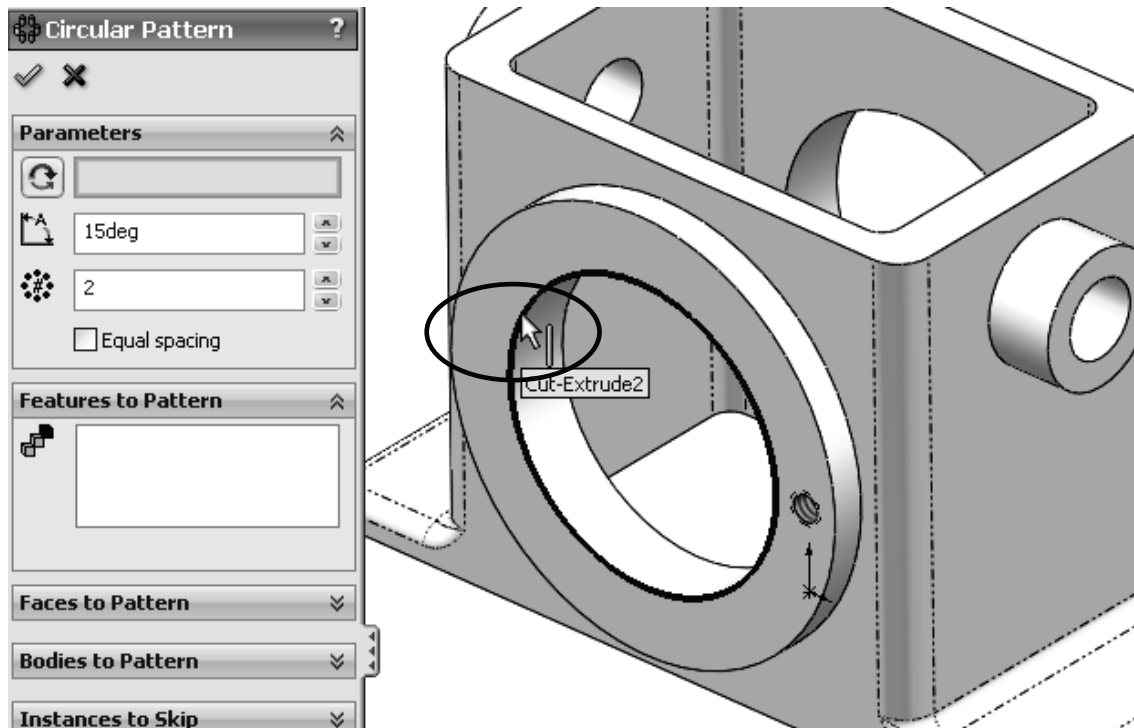 Circular Pattern ?
Parameters
15deg
2
Equal spacing
Features to Pattern
Faces to Pattern
Bodies to Pattern
Instances to Skip
Cut-Extrude2